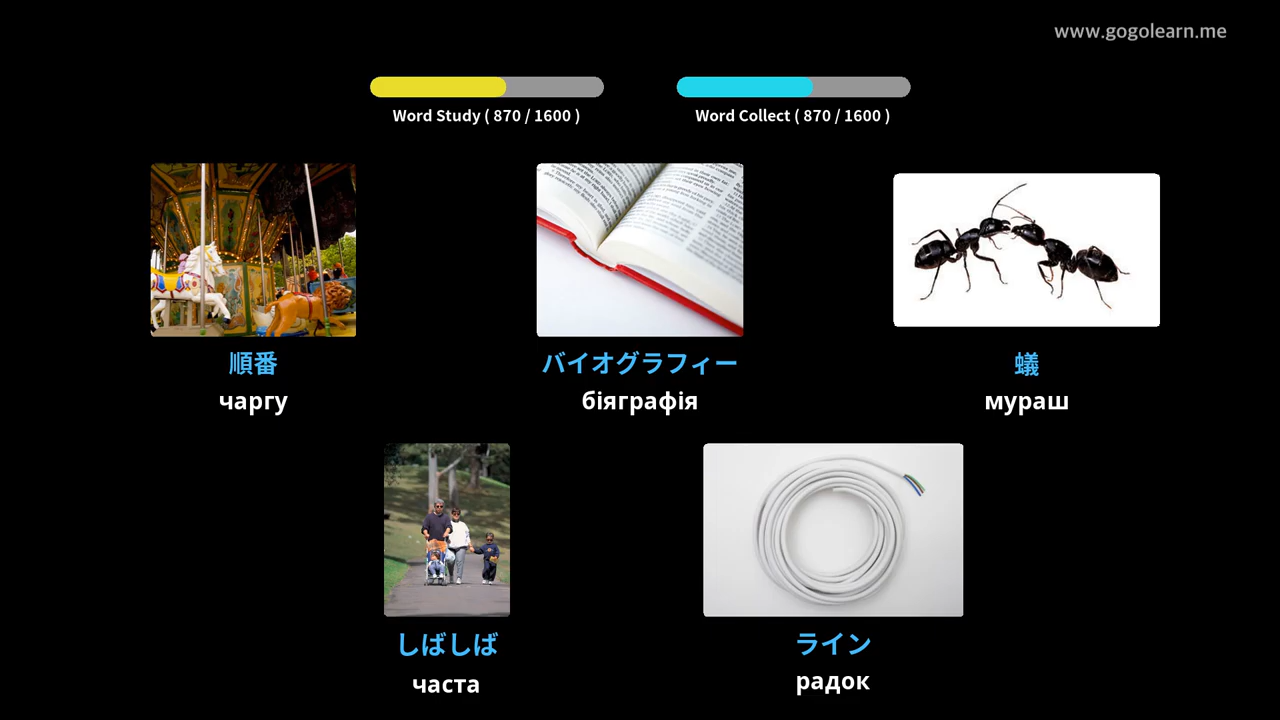 www.gogolearn.me
Word Study ( 870 / 1600 )
Word Collect ( 870 / 1600 )
順番
чаргу
バイオグラフィー
біяграфія
蟻
мураш
しばしば
часта
ライン
радок